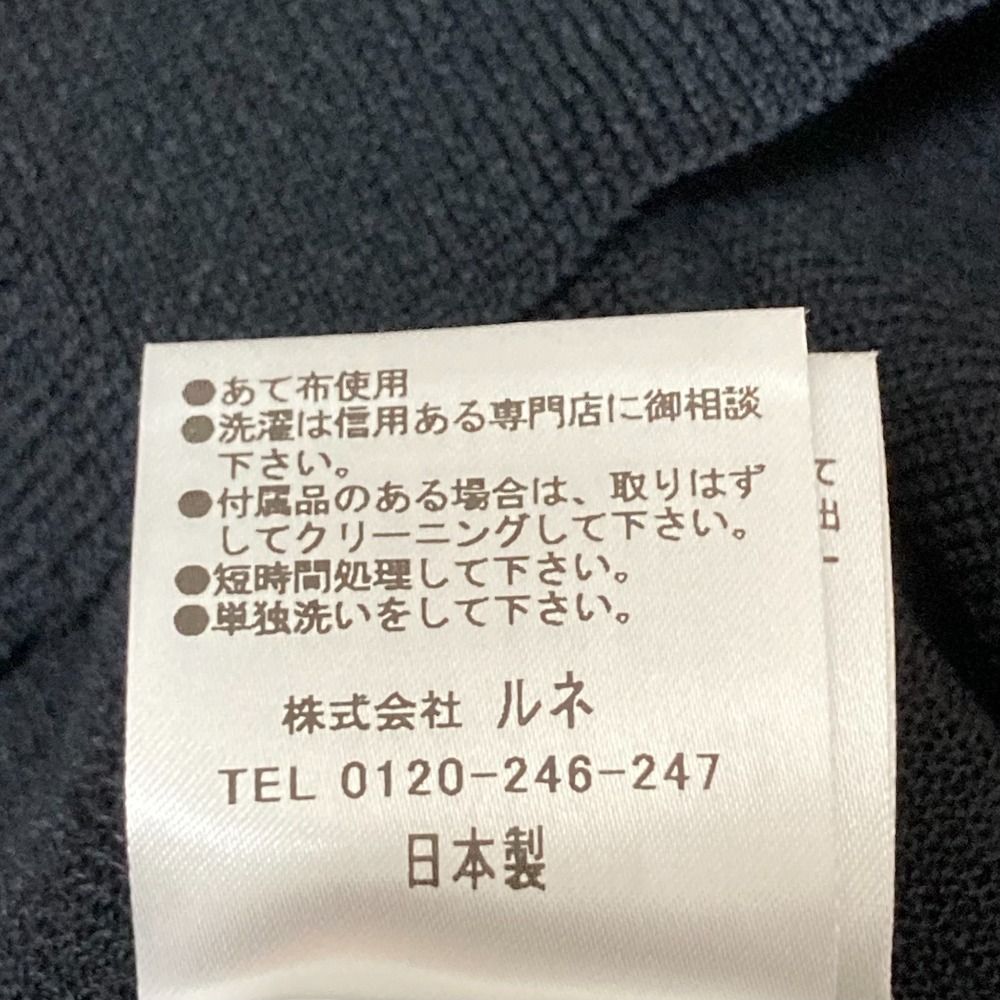 ●あて布使用
●洗濯は信用ある専門店に御相談
下さい。
●付属品のある場合は、取りはず
してクリーニングして下さい。
●短時間処理して下さい。
●単独洗いをして下さい。
株式会社 ルネ
TEL 0120-246-247
日本製
て
出